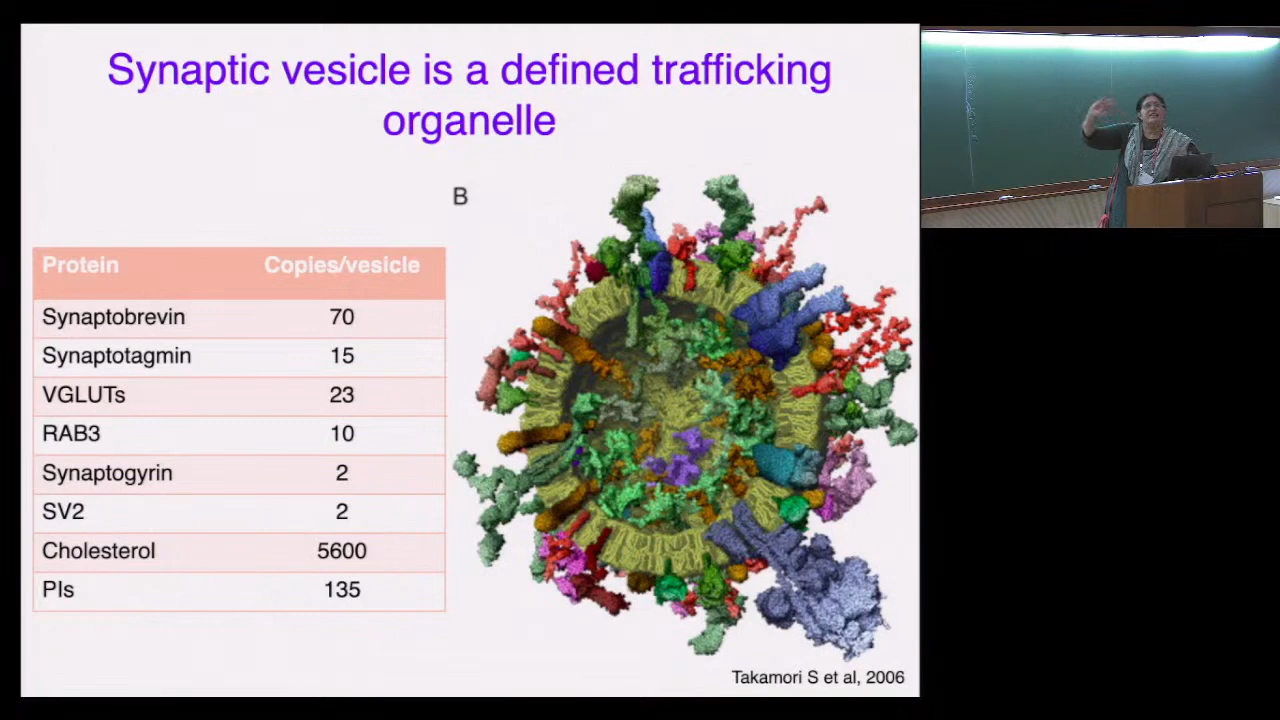 Synaptic vesicle is a defined trafficking
organelle
B
Protein Copies/vesicle
Synaptobrevin 70
Synaptotagmin 15
VGLUTs 23
RAB3 10
Synaptogyrin 2
SV2 2
Cholesterol 5600
PIs 135
Takamori S et al, 2006